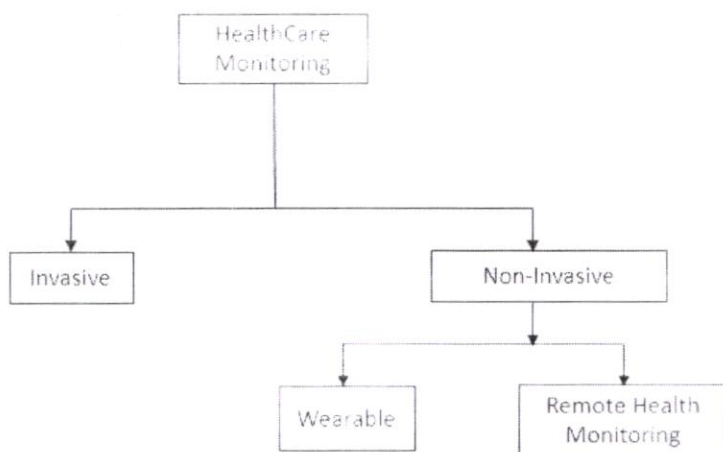 HealthCare
Monitoring
Invasive
Non-Invasive
Wearable
Remote Health
Monitoring